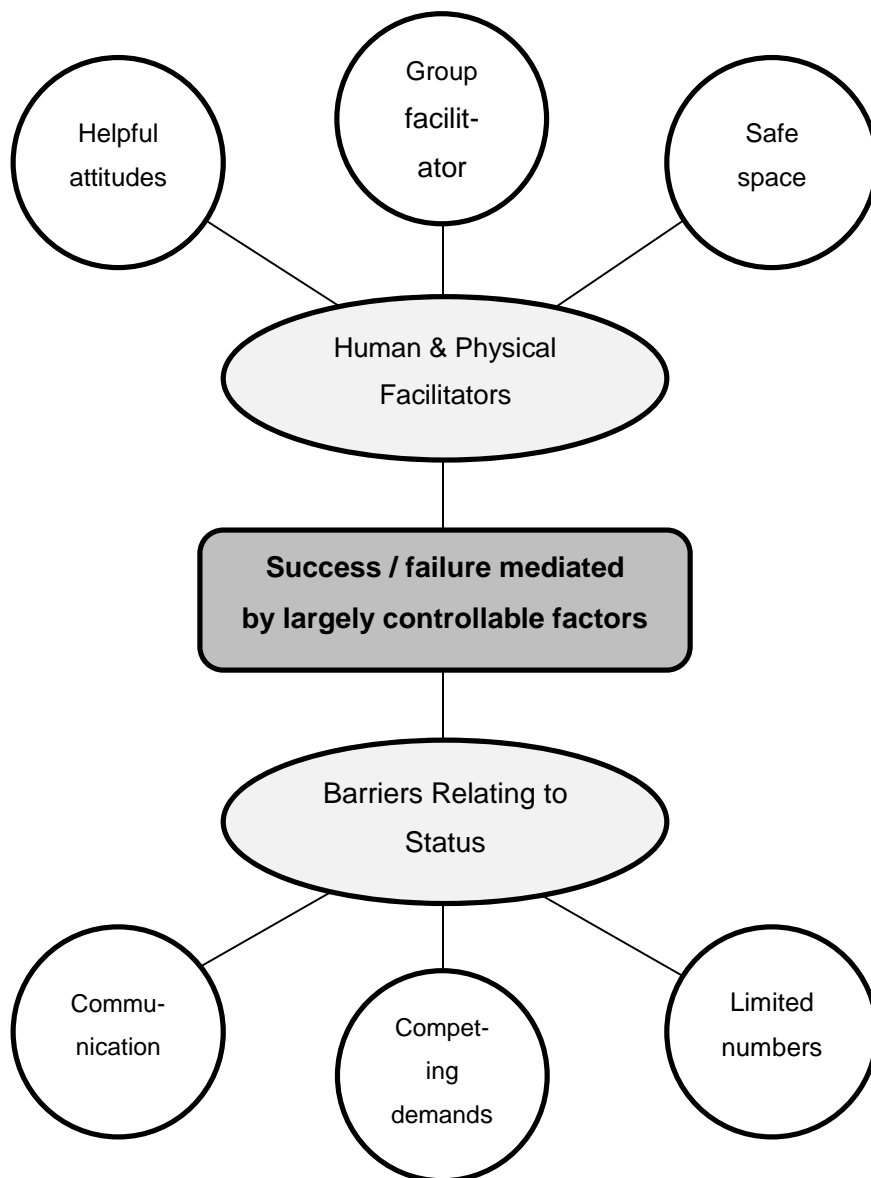 Helpful
attitudes
Group
facilit-
ator
Safe
space
Human & Physical
Facilitators
Success / failure mediated
by largely controllable factors
Barriers Relating to
Status
Commu-
nication
Compet-
ing
demands
Limited
numbers